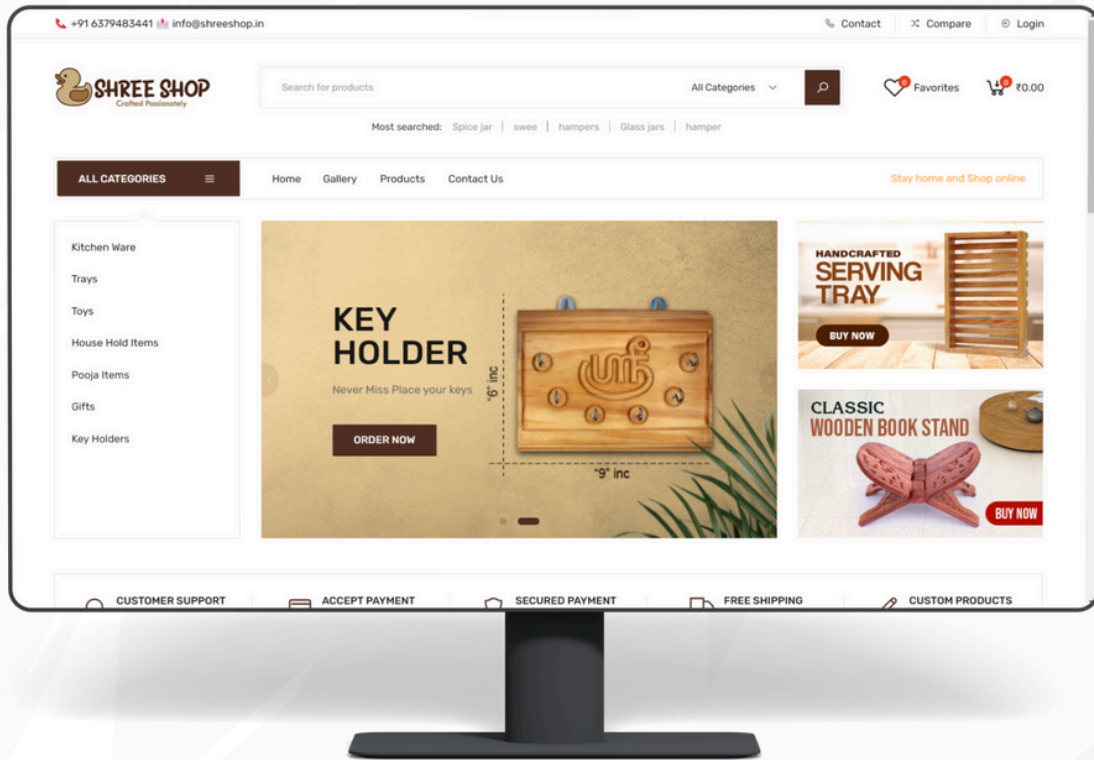 +91 6379483441 info@shreeshop.in
Contact
Compare
Login
SHREE SHOP
Crafted Passionately
Search for products
All Categories
0
Favorites
0
₹0.00
Most searched: Spice jar | swee | hampers | Glass jars | hamper
ALL CATEGORIES
Home
Gallery
Products
Contact Us
Stay home and Shop online
Kitchen Ware
Trays
Toys
House Hold Items
Pooja Items
Gifts
Key Holders
KEY
HOLDER
Never Miss Place your keys
ORDER NOW
"6" inc
"9" inc
HANDCRAFTED
SERVING
TRAY
BUY NOW
CLASSIC
WOODEN BOOK STAND
BUY NOW
CUSTOMER SUPPORT
ACCEPT PAYMENT
SECURED PAYMENT
FREE SHIPPING
CUSTOM PRODUCTS